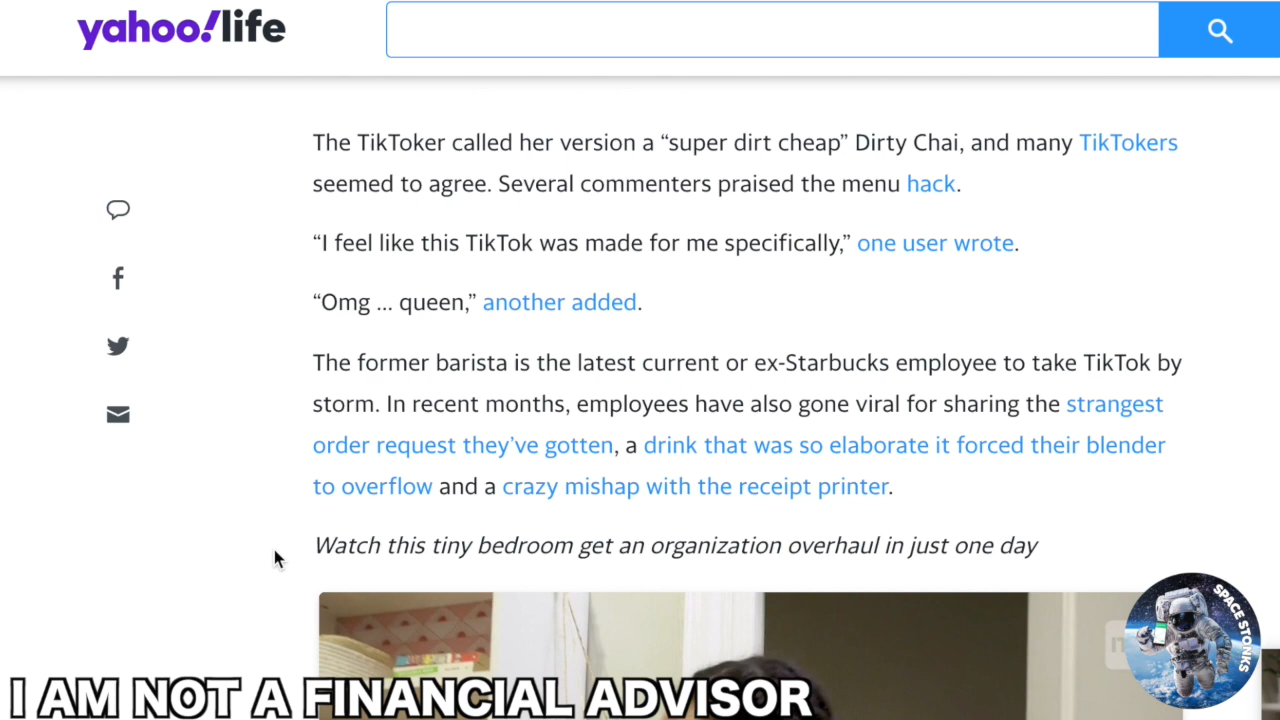 yahoo!life
The TikToker called her version a “super dirt cheap” Dirty Chai, and many TikTokers
seemed to agree. Several commenters praised the menu hack.
“I feel like this TikTok was made for me specifically,” one user wrote.
“Omg ... queen,” another added.
The former barista is the latest current or ex-Starbucks employee to take TikTok by
storm. In recent months, employees have also gone viral for sharing the strangest
order request they’ve gotten, a drink that was so elaborate it forced their blender
to overflow and a crazy mishap with the receipt printer.
Watch this tiny bedroom get an organization overhaul in just one day
SPACE STONKS
I AM NOT A FINANCIAL ADVISOR